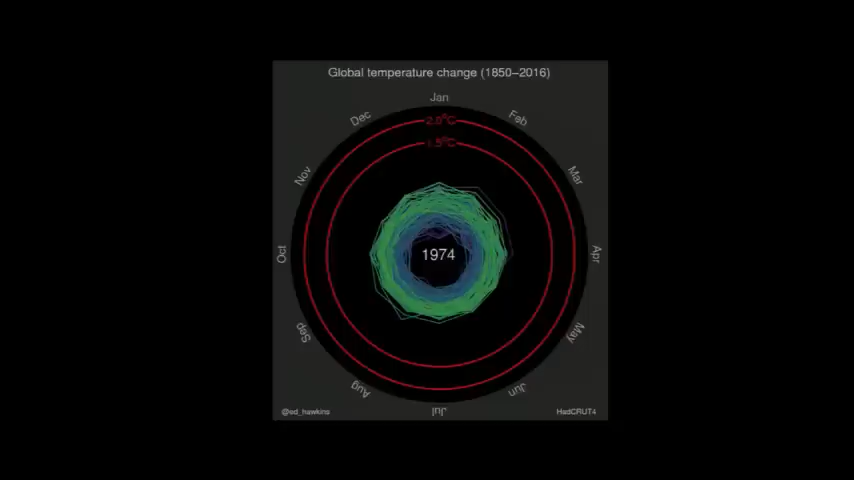 Global temperature change (1850–2016)
Jan
Dec
Feb
2.0°C
1.5°C
Nov
Mar
Oct
1974
Apr
Sep
May
Aug
Jun
Jul
@ed_hawkins
HadCRUT4